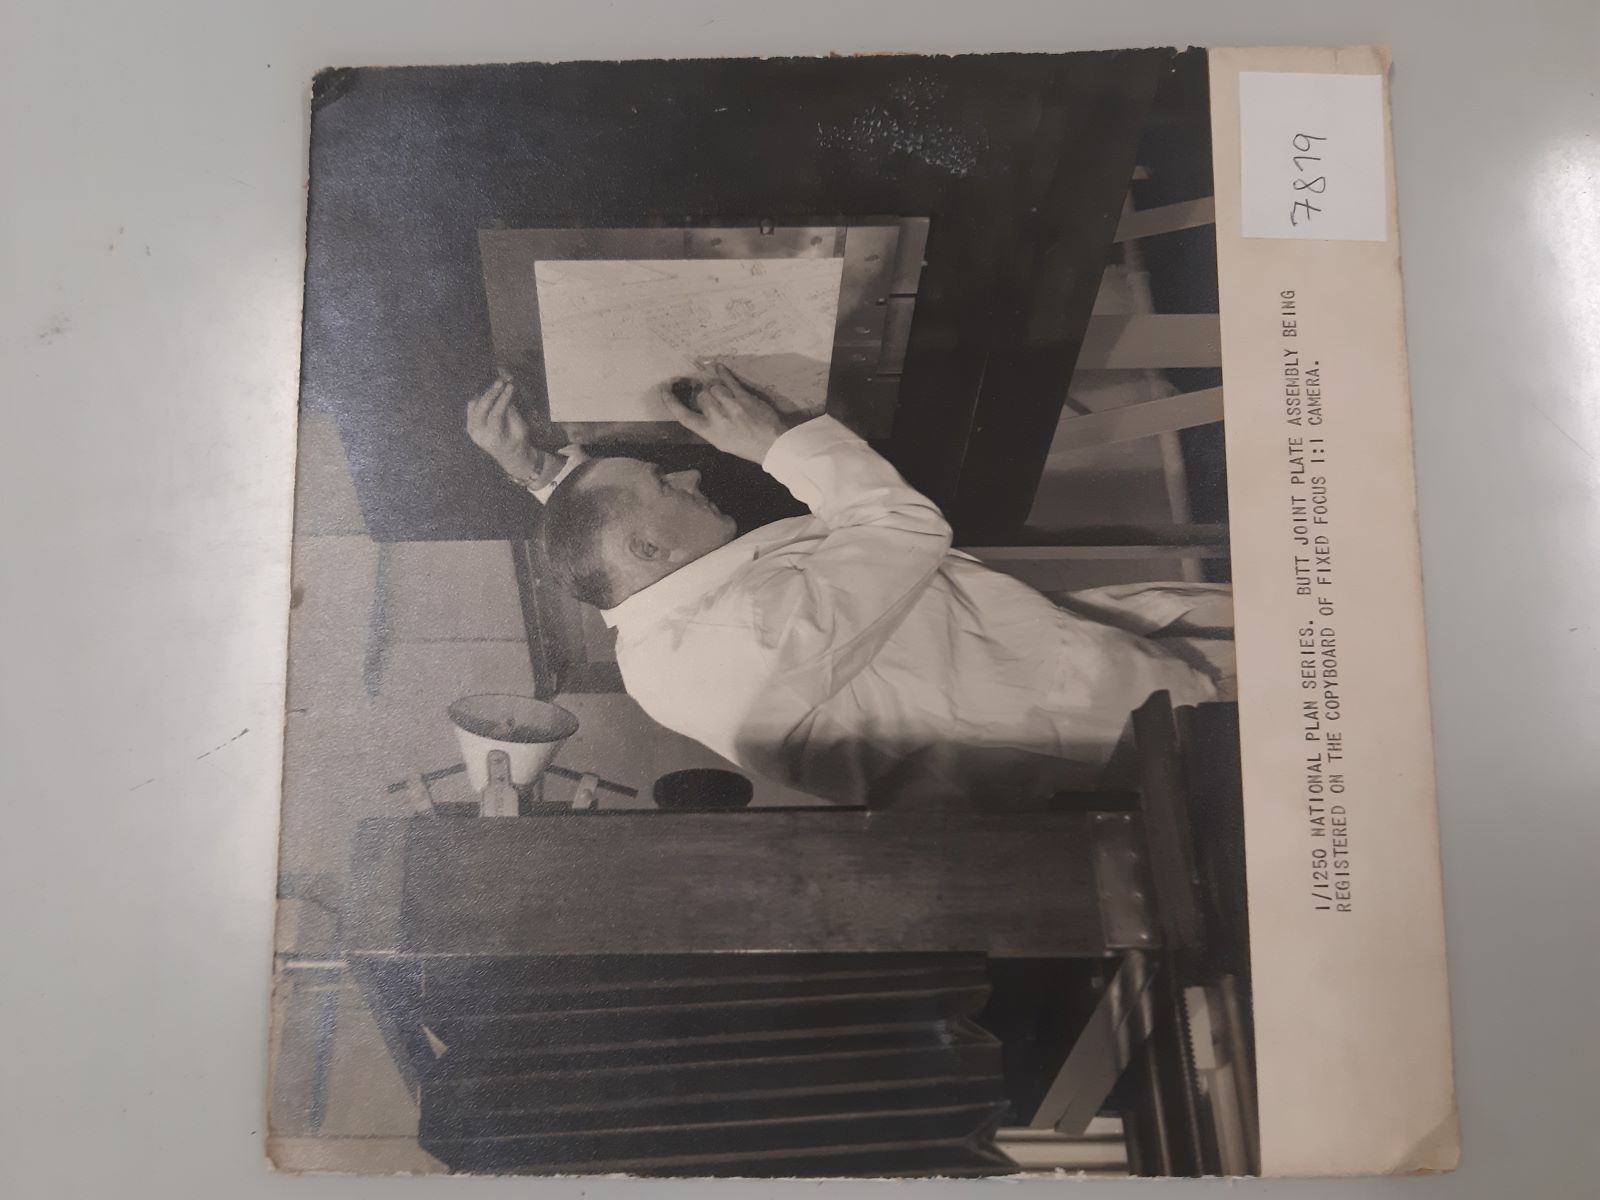 7819
1/1250 NATIONAL PLAN SERIES. BUTT JOINT PLATE ASSEMBLY BEING
REGISTERED ON THE COPYBOARD OF FIXED FOCUS 1:1 CAMERA.